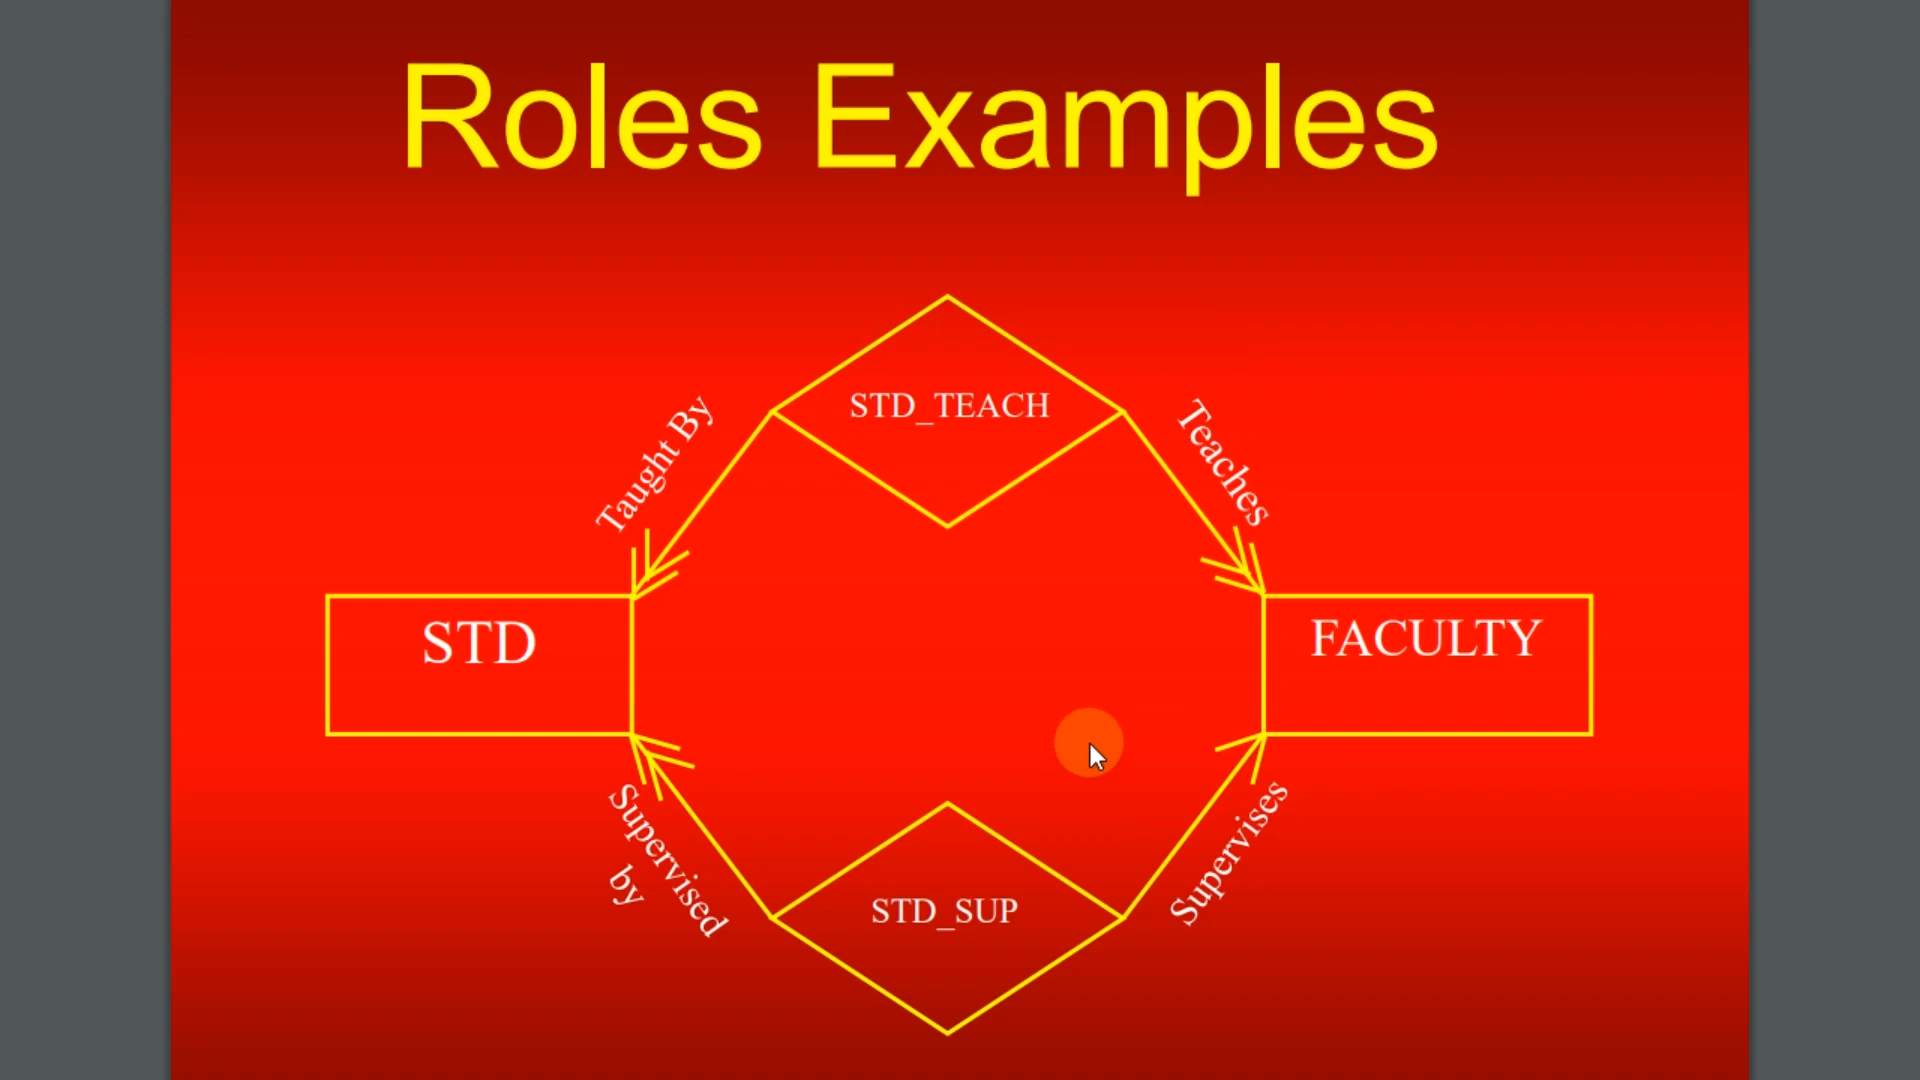 Roles Examples
STD_TEACH
Taught By
Teaches
STD
FACULTY
Supervised
by
Supervises
STD_SUP